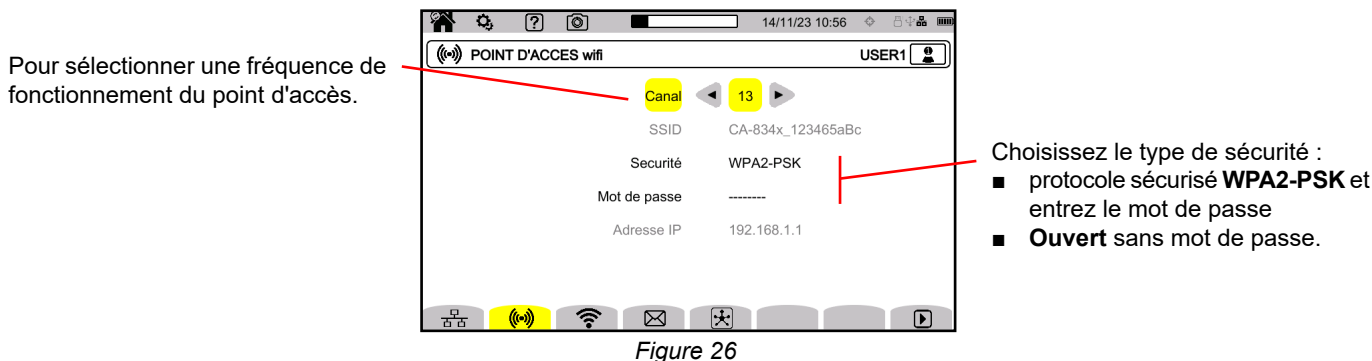 14/11/23 10:56
POINT D'ACCES wifi USER1
Pour sélectionner une fréquence de
fonctionnement du point d'accès.
Canal 13
SSID CA-834x_123465aBc
Securité WPA2-PSK
Mot de passe --------
Adresse IP 192.168.1.1
Choisissez le type de sécurité :
■ protocole sécurisé WPA2-PSK et
entrez le mot de passe
■ Ouvert sans mot de passe.
Figure 26